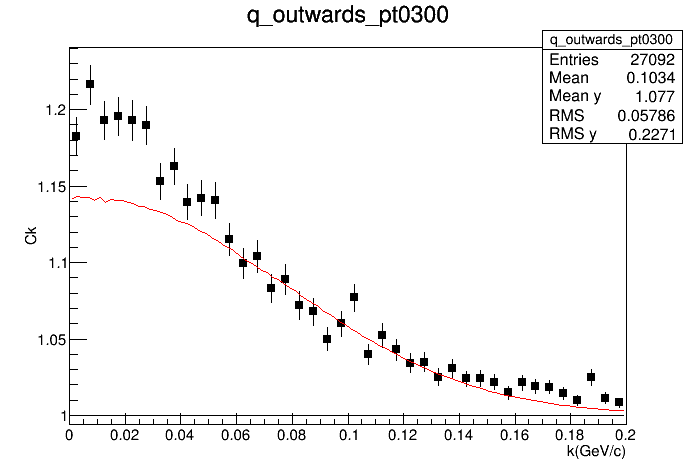 q_outwards_pt0300
q_outwards_pt0300
Entries 27092
Mean 0.1034
Mean y 1.077
RMS 0.05786
RMS y 0.2271
1.2
1.15
1.1
1.05
1
Ck
0 0.02 0.04 0.06 0.08 0.1 0.12 0.14 0.16 0.18 0.2
k(GeV/c)